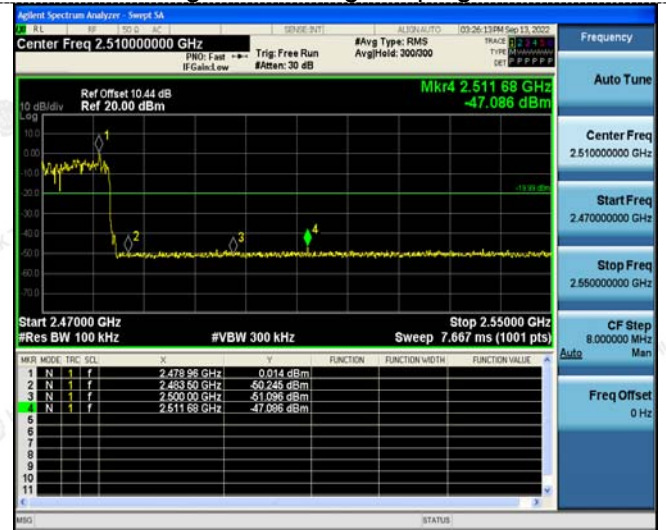 Agilent Spectrum Analyzer - Swept SA
RL RF 50 Ω AC SENSE:INT ALIGN AUTO 03:26:13 PM Sep 13, 2022
Center Freq 2.510000000 GHz
PNO: Fast
IFGain:Low
Trig: Free Run
#Atten: 30 dB
#Avg Type: RMS
Avg|Hold: 300/300
TRACE 1 2 3 4 5 6
TYPE
DET P P P P P P
Ref Offset 10.44 dB
Ref 20.00 dBm
10 dB/div
Log
Mkr4 2.511 68 GHz
-47.086 dBm
10.0
0.00
-10.0
-20.0
-30.0
-40.0
-50.0
-60.0
-70.0
1
2
3
4
-19.99 dBm
Start 2.47000 GHz
Stop 2.55000 GHz
#Res BW 100 kHz
#VBW 300 kHz
Sweep 7.667 ms (1001 pts)
MKR MODE TRC SCL X Y FUNCTION FUNCTION WIDTH FUNCTION VALUE
1 N 1 f 2.478 96 GHz 0.014 dBm
2 N 1 f 2.483 50 GHz -50.245 dBm
3 N 1 f 2.500 00 GHz -51.096 dBm
4 N 1 f 2.511 68 GHz -47.086 dBm
5
6
7
8
9
10
11
MSG
STATUS
Frequency
Auto Tune
Center Freq
2.510000000 GHz
Start Freq
2.470000000 GHz
Stop Freq
2.550000000 GHz
CF Step
8.000000 MHz
Auto Man
Freq Offset
0 Hz